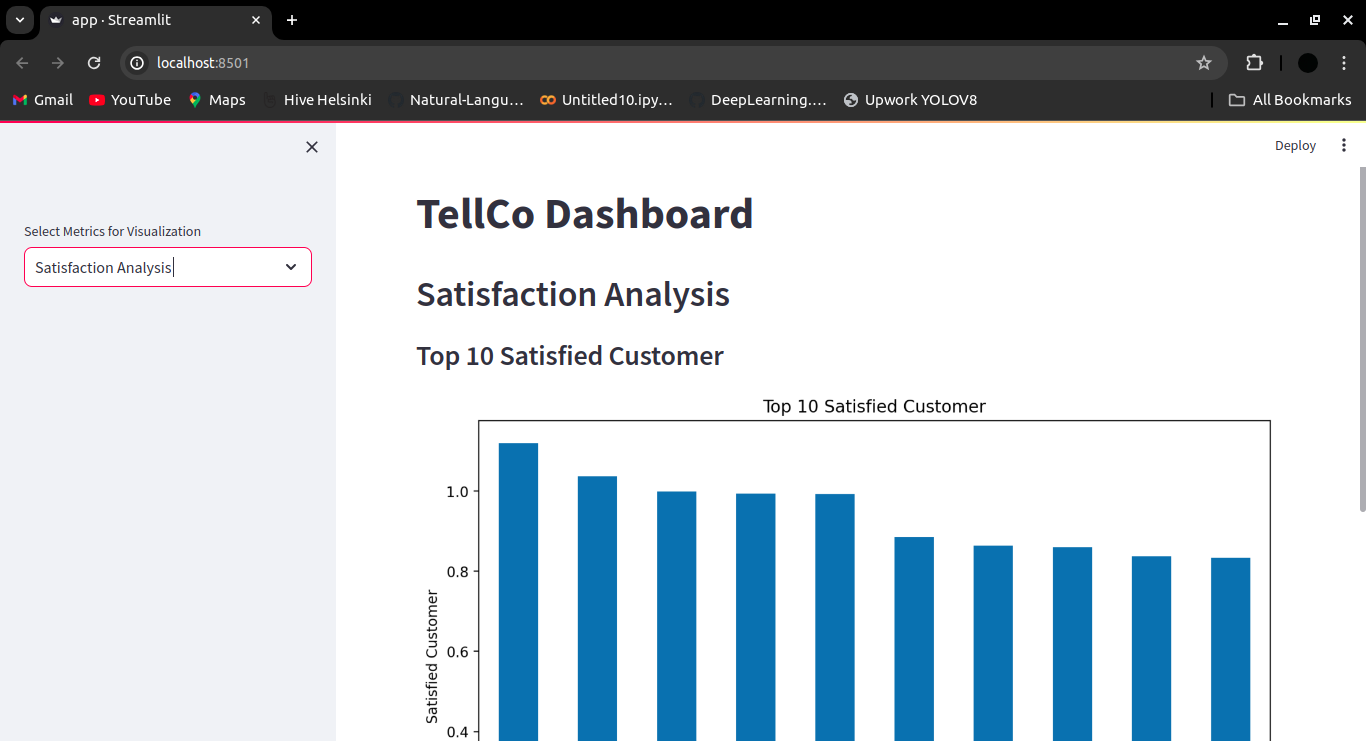 app · Streamlit
localhost:8501
Gmail YouTube Maps Hive Helsinki Natural-Langu... Untitled10.ipy... DeepLearning.... Upwork YOLOV8 All Bookmarks
Deploy
Select Metrics for Visualization
Satisfaction Analysis
TellCo Dashboard
Satisfaction Analysis
Top 10 Satisfied Customer
Top 10 Satisfied Customer
1.0
0.8
0.6
0.4
Satisfied Customer